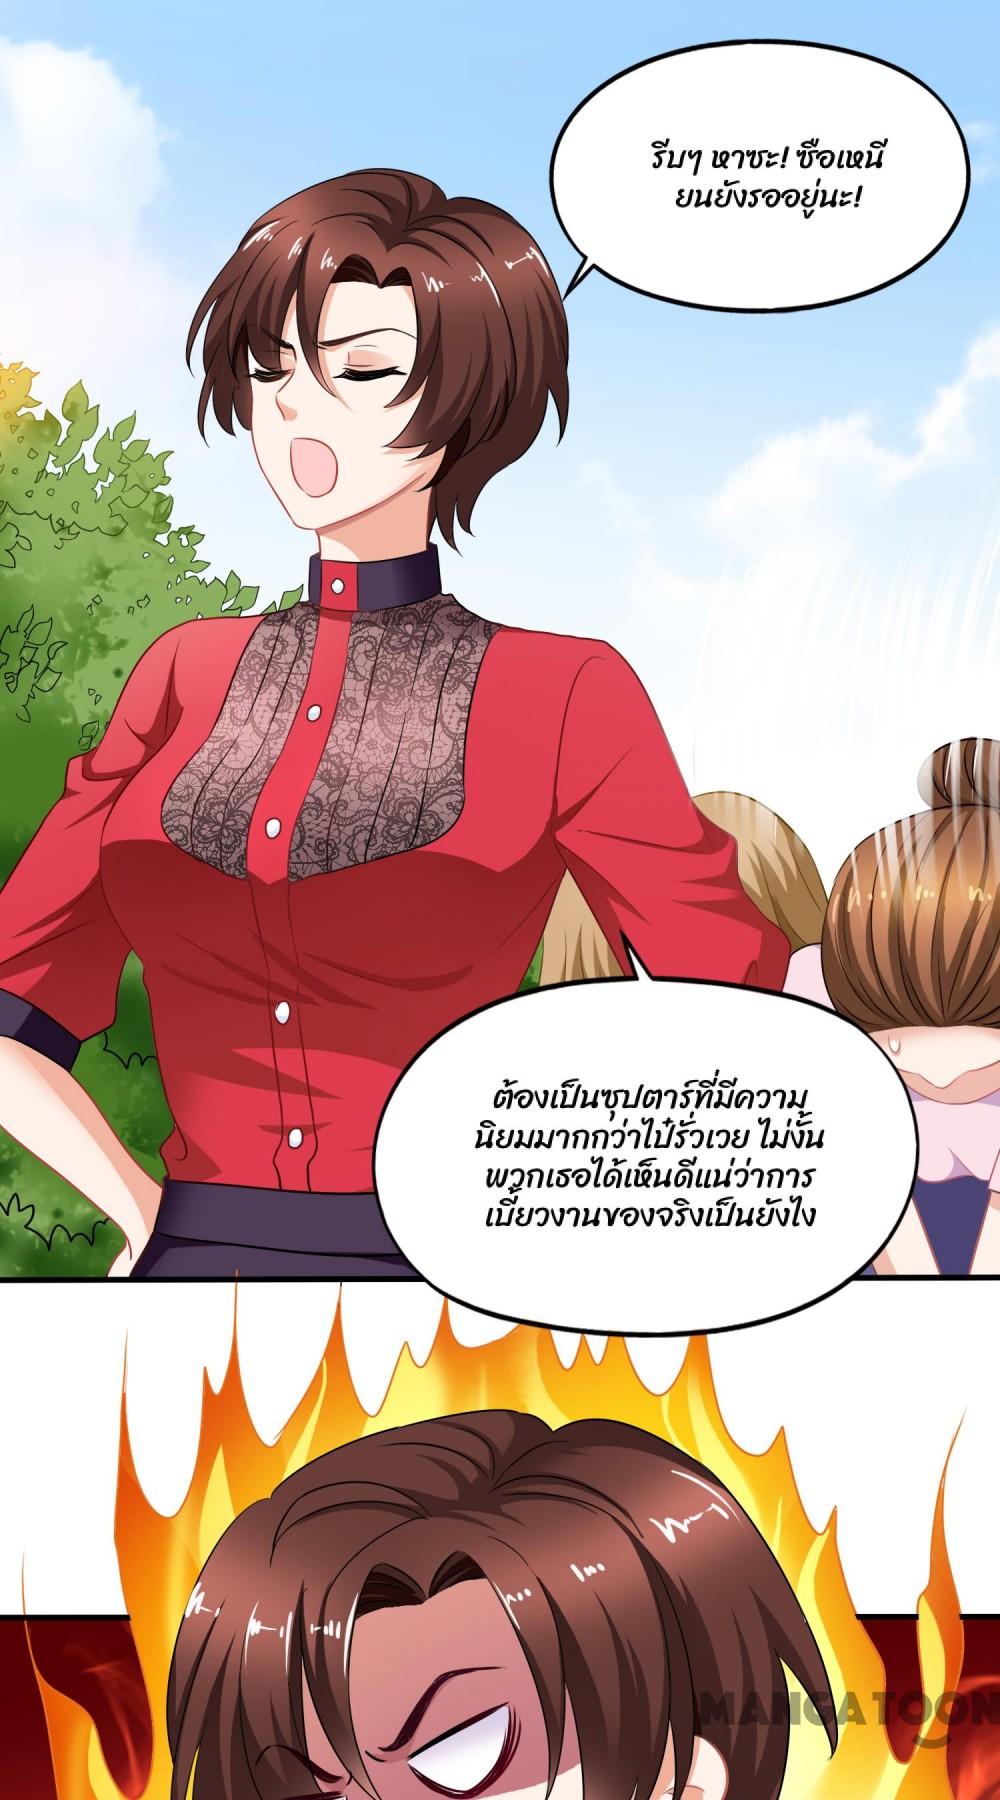 รีบๆ หาซะ! ซือเหนี
ยนยังรออยู่นะ!
ต้องเป็นซุปตาร์ที่มีความ
นิยมมากกว่าไป๋รั่วเวย ไม่งั้น
พวกเธอได้เห็นดีแน่ว่าการ
เบี้ยวงานของจริงเป็นยังไง
MANGATOON